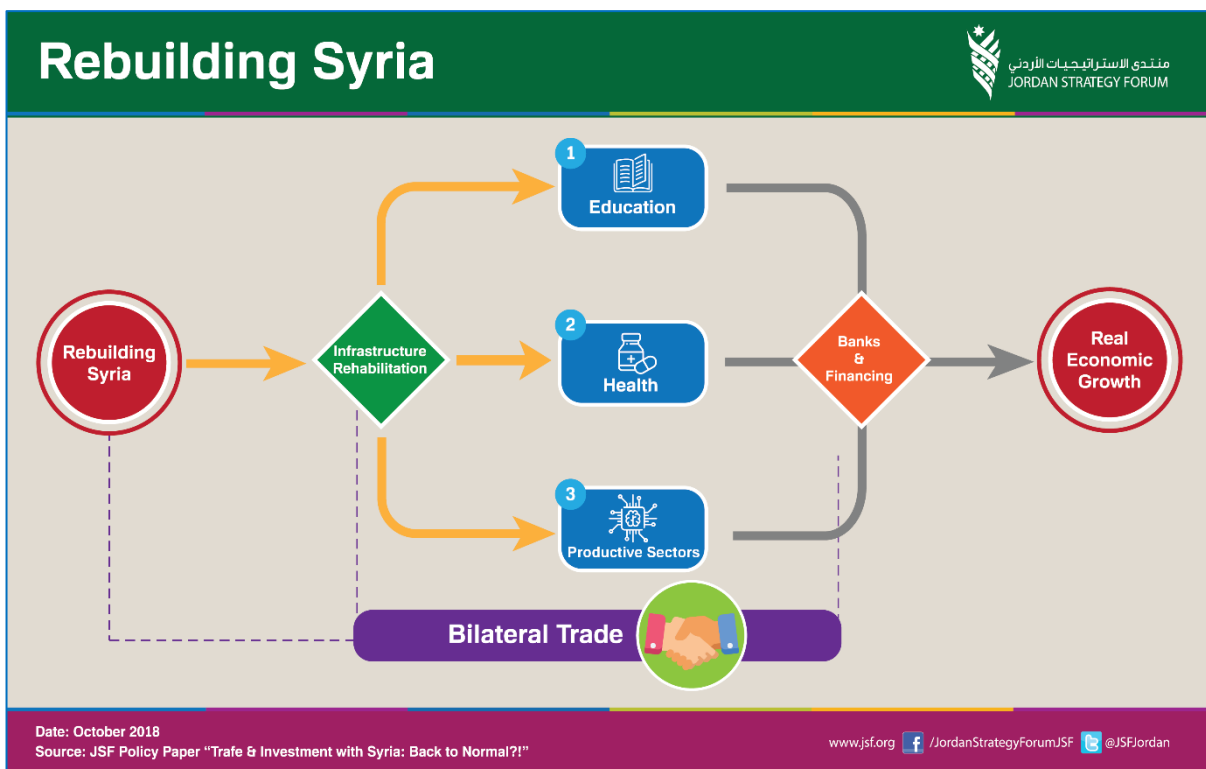 Rebuilding Syria
منتدى الاستراتيجيات الأردني
JORDAN STRATEGY FORUM
1
Education
Rebuilding
Syria
Infrastructure
Rehabilitation
2
Health
Banks
&
Financing
Real
Economic
Growth
3
Productive Sectors
Bilateral Trade
Date: October 2018
Source: JSF Policy Paper “Trafe & Investment with Syria: Back to Normal?!”
www.jsf.org f /JordanStrategyForumJSF @JSFJordan